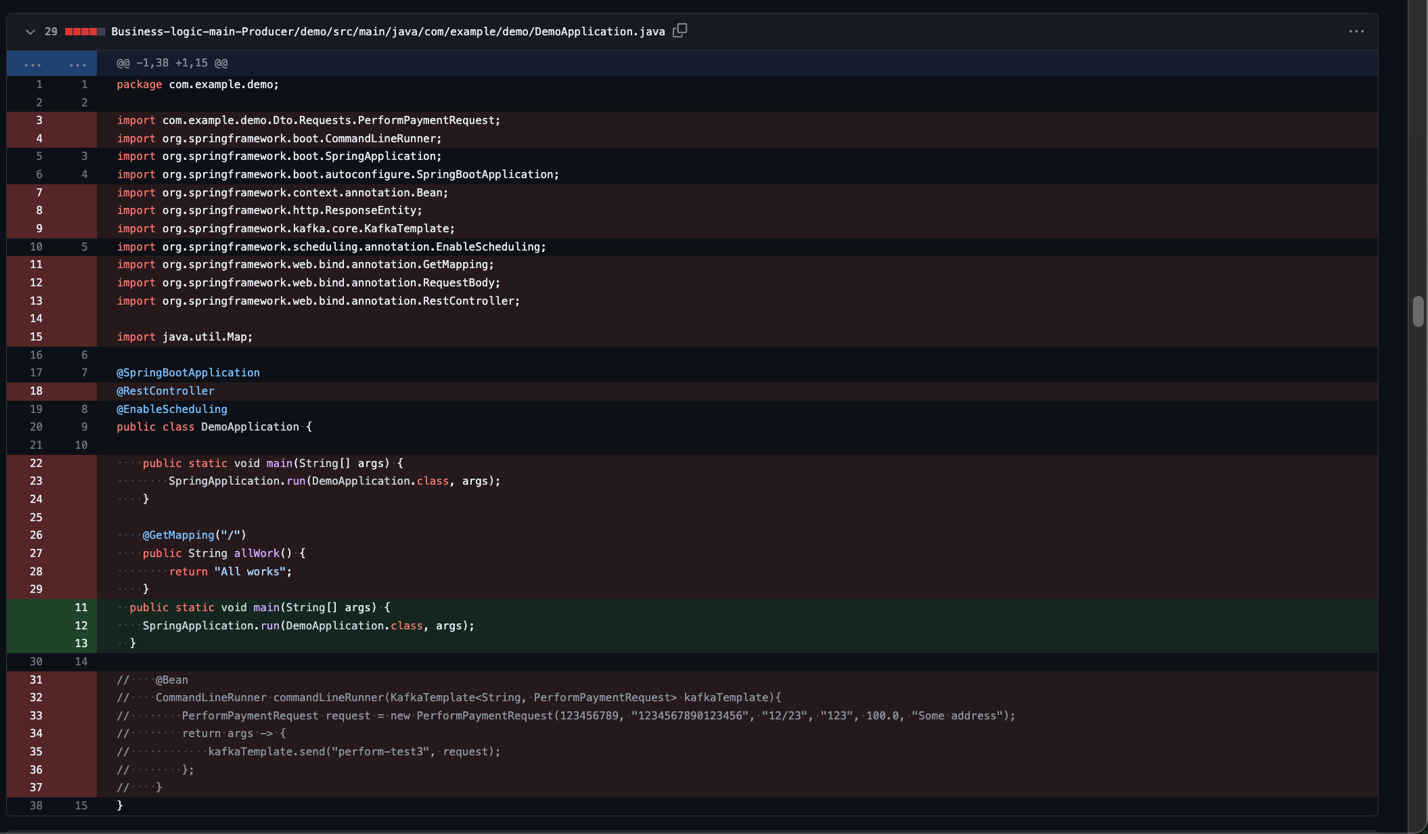 29 Business-logic-main-Producer/demo/src/main/java/com/example/demo/DemoApplication.java
... ... @@ -1,38 +1,15 @@
1 1 package com.example.demo;
2 2
3 import com.example.demo.Dto.Requests.PerformPaymentRequest;
4 import org.springframework.boot.CommandLineRunner;
5 3 import org.springframework.boot.SpringApplication;
6 4 import org.springframework.boot.autoconfigure.SpringBootApplication;
7 import org.springframework.context.annotation.Bean;
8 import org.springframework.http.ResponseEntity;
9 import org.springframework.kafka.core.KafkaTemplate;
10 5 import org.springframework.scheduling.annotation.EnableScheduling;
11 import org.springframework.web.bind.annotation.GetMapping;
12 import org.springframework.web.bind.annotation.RequestBody;
13 import org.springframework.web.bind.annotation.RestController;
14
15 import java.util.Map;
16 6
17 7 @SpringBootApplication
18 @RestController
19 8 @EnableScheduling
20 9 public class DemoApplication {
21 10
22 public static void main(String[] args) {
23 SpringApplication.run(DemoApplication.class, args);
24 }
25
26 @GetMapping("/")
27 public String allWork() {
28 return "All works";
29 }
11 public static void main(String[] args) {
12 SpringApplication.run(DemoApplication.class, args);
13 }
30 14
31 // @Bean
32 // CommandLineRunner commandLineRunner(KafkaTemplate<String, PerformPaymentRequest> kafkaTemplate){
33 // PerformPaymentRequest request = new PerformPaymentRequest(123456789, "1234567890123456", "12/23", "123", 100.0, "Some address");
34 // return args -> {
35 // kafkaTemplate.send("perform-test3", request);
36 // };
37 // }
38 15 }